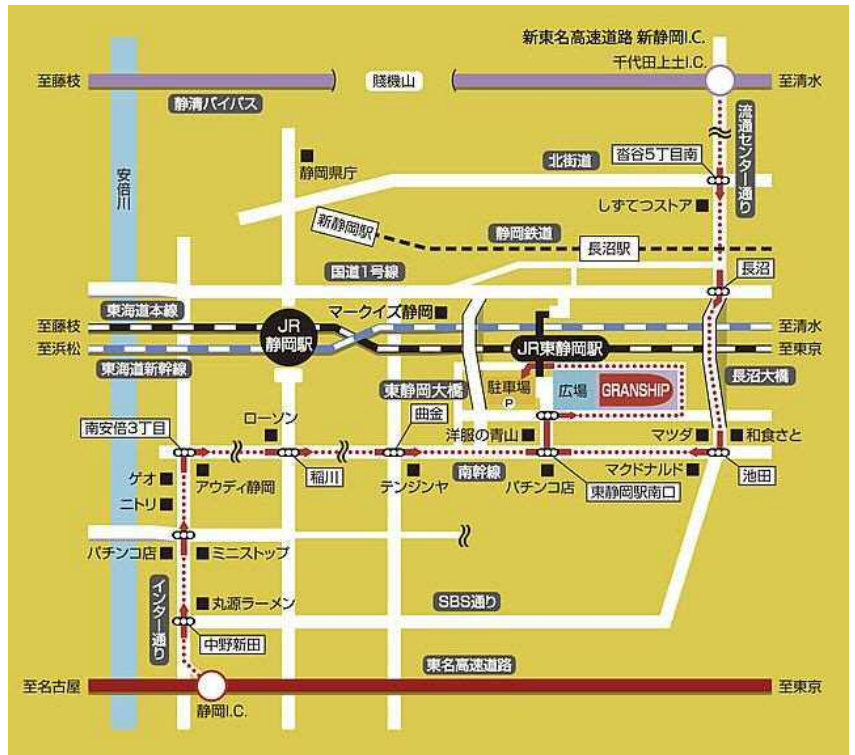 新東名高速道路 新静岡I.C.
千代田上土I.C.
至藤枝
賤機山
至清水
静清バイパス
流通センター通り
安倍川
静岡県庁
北街道
沓谷5丁目南
しずてつストア
新静岡駅
静岡鉄道
長沼駅
国道1号線
長沼
東海道本線
マークイズ静岡
至藤枝
JR
静岡駅
至清水
至浜松
JR東静岡駅
至東京
東海道新幹線
東静岡大橋
駐車場
P
広場
GRANSHIP
長沼大橋
南安倍3丁目
ローソン
曲金
洋服の青山
マツダ
和食さと
ゲオ
アウディ静岡
稲川
テンジンヤ
南幹線
パチンコ店
マクドナルド
池田
東静岡駅南口
ニトリ
パチンコ店
ミニストップ
インター通り
丸源ラーメン
SBS通り
中野新田
東名高速道路
至名古屋
至東京
静岡I.C.